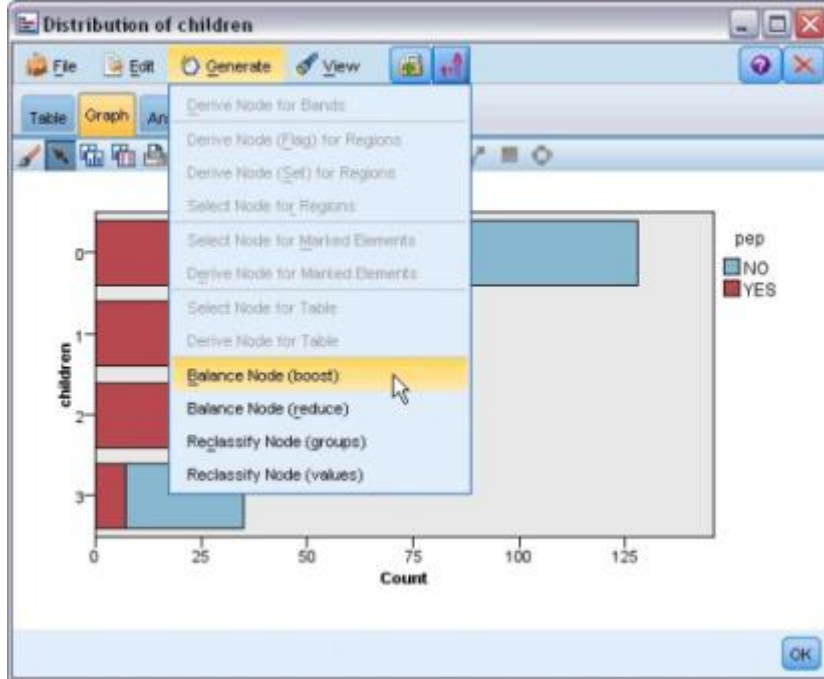 Distribution of children
File Edit Generate View
Table Graph An
Derive Node for Bands
Derive Node (Flag) for Regions
Derive Node (Set) for Regions
Select Node for Regions
Select Node for Marked Elements
Derive Node for Marked Elements
Select Node for Table
Derive Node for Table
Balance Node (boost)
Balance Node (reduce)
Reclassify Node (groups)
Reclassify Node (values)
pep
NO
YES
children
0
1
2
3
0 25 50 75 100 125
Count
OK